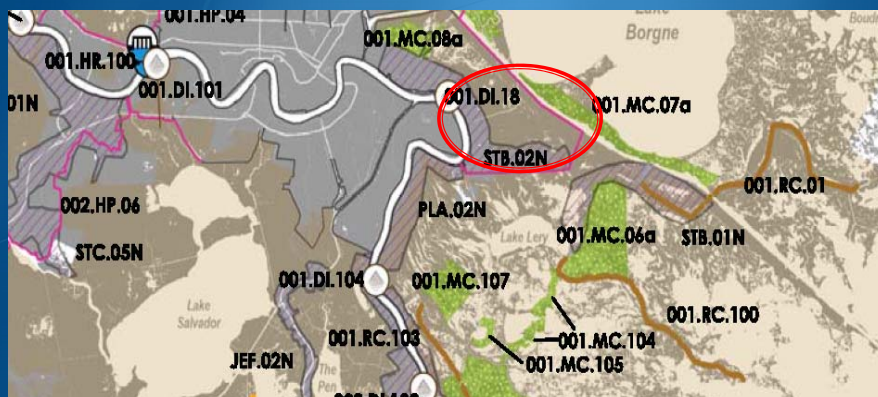 001.HP.04
Lake
Borgne
001.MC.08a
001.HR.100
001.DI.101
01N
001.DI.18
001.MC.07a
STB.02N
001.RC.01
002.HP.06
PLA.02N
Lake Lery
001.MC.06a
STB.01N
STC.05N
001.DI.104
001.MC.107
Lake
Salvador
001.RC.103
001.RC.100
001.MC.104
001.MC.105
JEF.02N
The
Pen